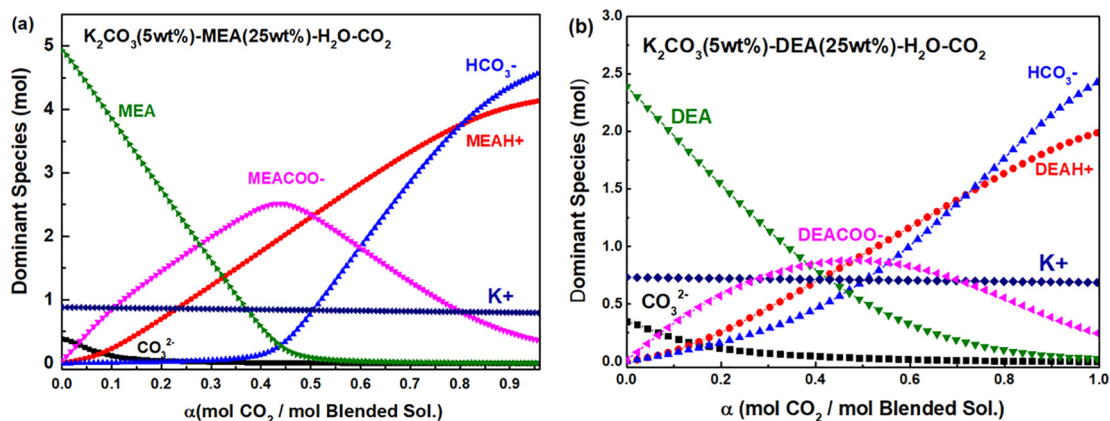 (a)
K₂CO₃(5wt%)-MEA(25wt%)-H₂O-CO₂
HCO₃-
MEA
MEAH+
MEACOO-
K+
CO₃²⁻
Dominant Species (mol)
5
4
3
2
1
0
0.0 0.1 0.2 0.3 0.4 0.5 0.6 0.7 0.8 0.9
α(mol CO₂ / mol Blended Sol.)
(b)
K₂CO₃(5wt%)-DEA(25wt%)-H₂O-CO₂
HCO₃-
DEA
DEAH+
DEACOO-
K+
CO₃²⁻
Dominant Species (mol)
3.0
2.5
2.0
1.5
1.0
0.5
0.0
0.0 0.2 0.4 0.6 0.8 1.0
α (mol CO₂ / mol Blended Sol.)